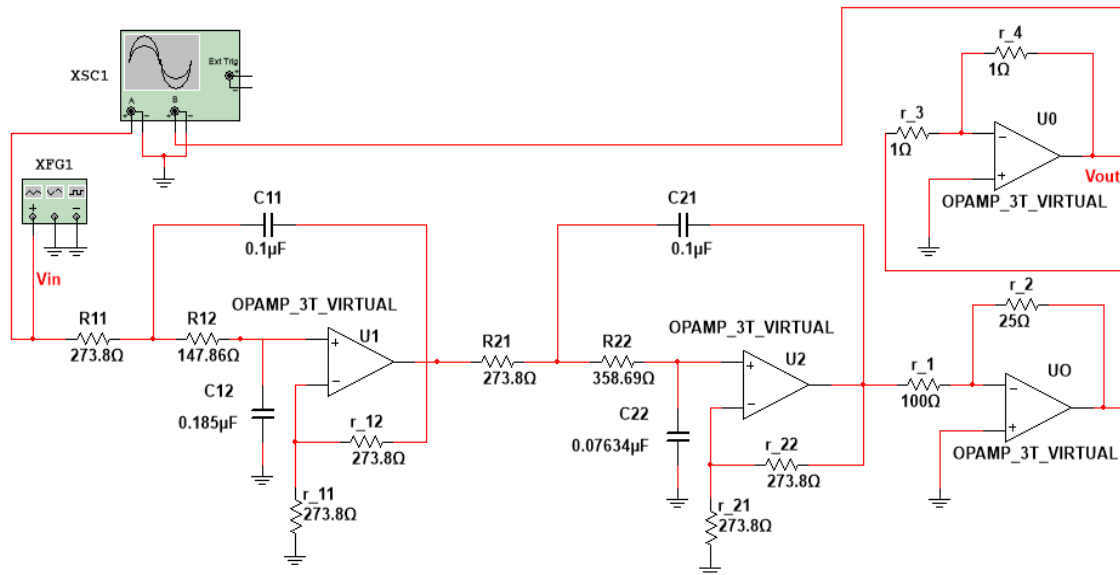 XSC1
Ext Trig
+
−
A
B
+
−
+
−
XFG1
+
−
Vin
R11
273.8Ω
R12
147.86Ω
C11
0.1µF
C12
0.185µF
OPAMP_3T_VIRTUAL
U1
+
−
r_12
273.8Ω
r_11
273.8Ω
R21
273.8Ω
R22
358.69Ω
C21
0.1µF
C22
0.07634µF
OPAMP_3T_VIRTUAL
U2
+
−
r_22
273.8Ω
r_21
273.8Ω
r_1
100Ω
r_2
25Ω
UO
−
+
OPAMP_3T_VIRTUAL
r_3
1Ω
r_4
1Ω
U0
−
+
OPAMP_3T_VIRTUAL
Vout